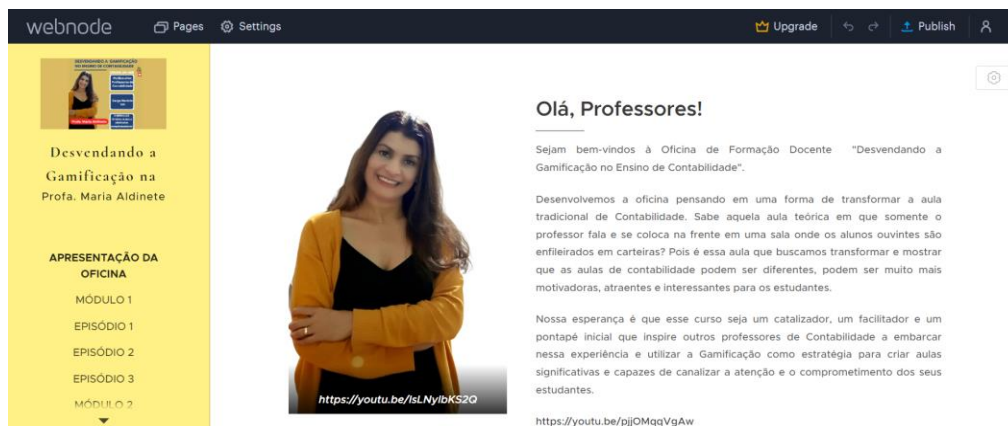 webnode
Pages
Settings
Upgrade
Publish
DESVENDANDO A GAMIFICAÇÃO
NO ENSINO DE CONTABILIDADE
Desvendando a
Gamificação na
Profa. Maria Aldinete
APRESENTAÇÃO DA
OFICINA
MÓDULO 1
EPISÓDIO 1
EPISÓDIO 2
EPISÓDIO 3
MÓDULO 2
https://youtu.be/IsLNylbKS2Q
Olá, Professores!
Sejam bem-vindos à Oficina de Formação Docente "Desvendando a
Gamificação no Ensino de Contabilidade".
Desenvolvemos a oficina pensando em uma forma de transformar a aula
tradicional de Contabilidade. Sabe aquela aula teórica em que somente o
professor fala e se coloca na frente em uma sala onde os alunos ouvintes são
enfileirados em carteiras? Pois é essa aula que buscamos transformar e mostrar
que as aulas de contabilidade podem ser diferentes, podem ser muito mais
motivadoras, atraentes e interessantes para os estudantes.
Nossa esperança é que esse curso seja um catalizador, um facilitador e um
pontapé inicial que inspire outros professores de Contabilidade a embarcar
nessa experiência e utilizar a Gamificação como estratégia para criar aulas
significativas e capazes de canalizar a atenção e o comprometimento dos seus
estudantes.
https://youtu.be/pjjOMqqVgAw